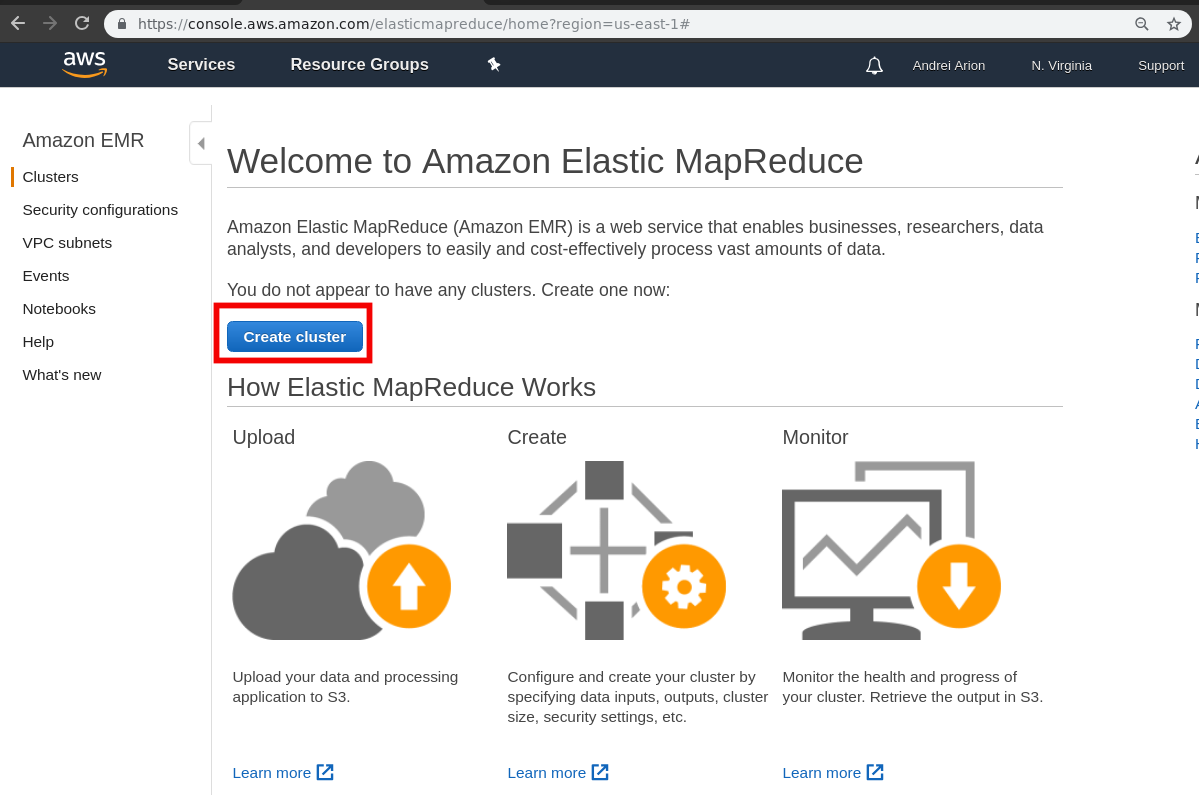 https://console.aws.amazon.com/elasticmapreduce/home?region=us-east-1#
aws
Services
Resource Groups
Andrei Arion
N. Virginia
Support
Amazon EMR
Clusters
Security configurations
VPC subnets
Events
Notebooks
Help
What's new
Welcome to Amazon Elastic MapReduce
Amazon Elastic MapReduce (Amazon EMR) is a web service that enables businesses, researchers, data
analysts, and developers to easily and cost-effectively process vast amounts of data.
You do not appear to have any clusters. Create one now:
Create cluster
How Elastic MapReduce Works
Upload
Upload your data and processing
application to S3.
Learn more
Create
Configure and create your cluster by
specifying data inputs, outputs, cluster
size, security settings, etc.
Learn more
Monitor
Monitor the health and progress of
your cluster. Retrieve the output in S3.
Learn more